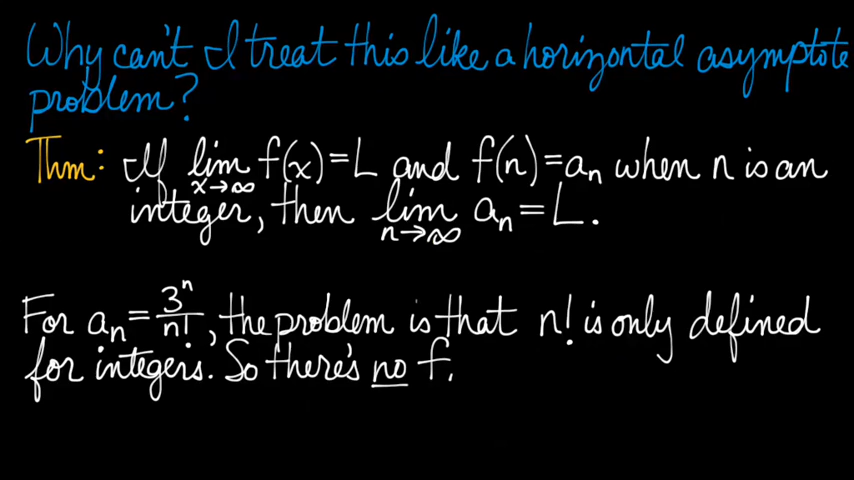 Why can't I treat this like a horizontal asymptote
problem?
Thm: If lim x→∞ f(x)=L and f(n)=aₙ when n is an
integer, then lim n→∞ aₙ=L.
For aₙ=3ⁿ/n!, the problem is that n! is only defined
for integers. So there's no f.